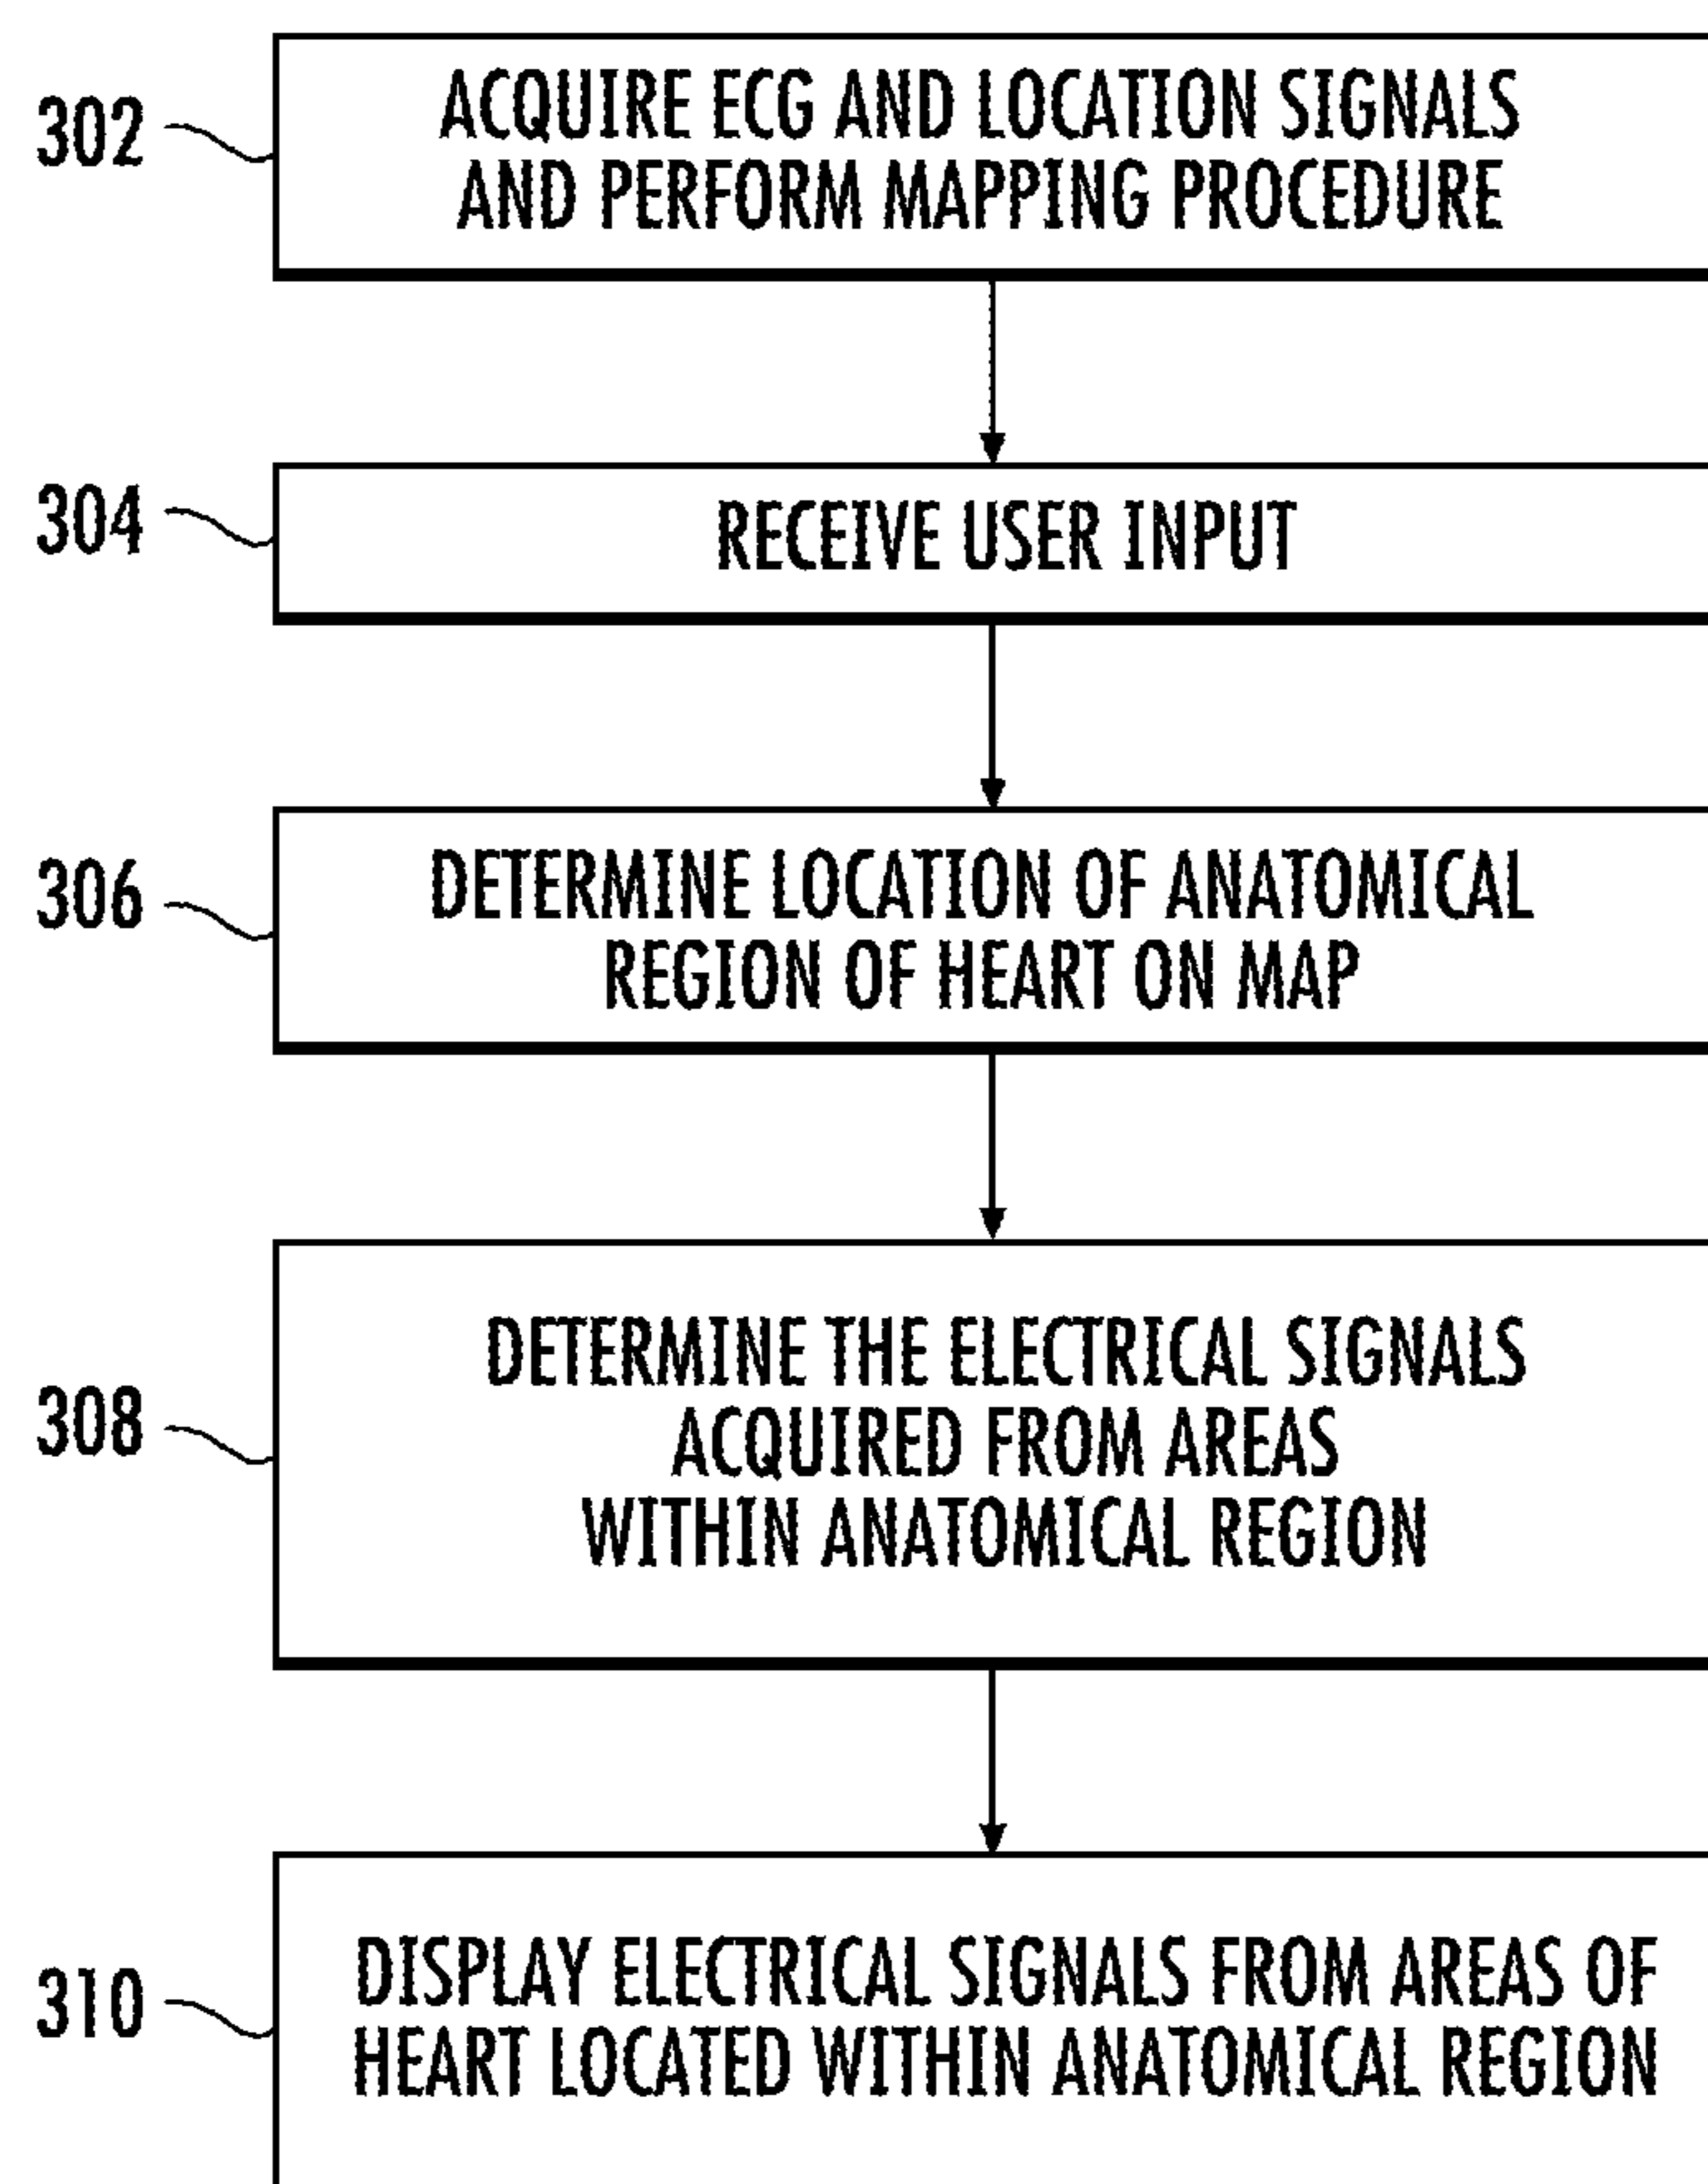 302
ACQUIRE ECG AND LOCATION SIGNALS
AND PERFORM MAPPING PROCEDURE
304
RECEIVE USER INPUT
306
DETERMINE LOCATION OF ANATOMICAL
REGION OF HEART ON MAP
308
DETERMINE THE ELECTRICAL SIGNALS
ACQUIRED FROM AREAS
WITHIN ANATOMICAL REGION
310
DISPLAY ELECTRICAL SIGNALS FROM AREAS OF
HEART LOCATED WITHIN ANATOMICAL REGION